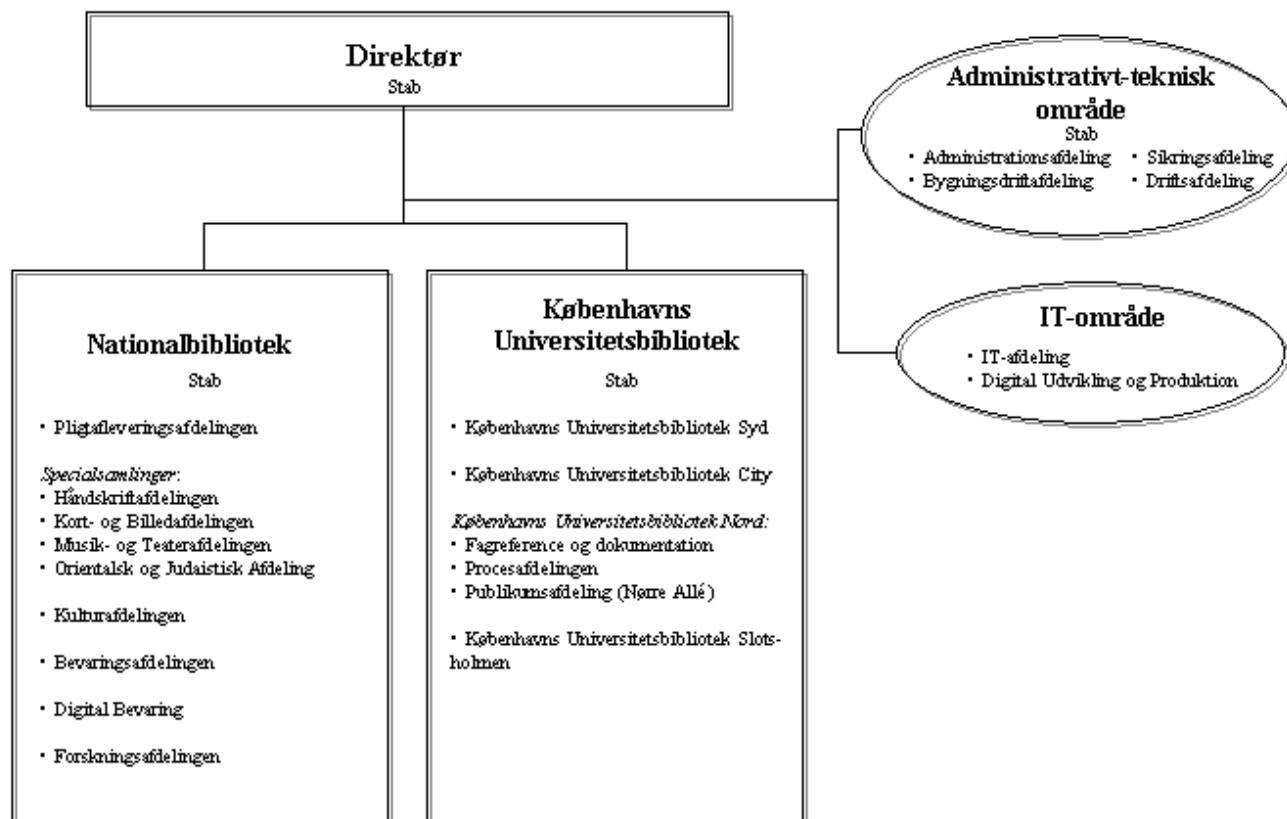 Direktør
Stab
Administrativt-teknisk
område
Stab
• Administrationsafdeling • Sikringsafdeling
• Bygningsdriftafdeling • Driftsafdeling
IT-område
• IT-afdeling
• Digital Udvikling og Produktion
Nationalbibliotek
Stab
• Pligtafleveringsafdelingen
Specialsamlinger:
• Håndskriftafdelingen
• Kort- og Billedafdelingen
• Musik- og Teaterafdelingen
• Orientalsk og Judaistisk Afdeling
• Kulturafdelingen
• Bevaringsafdelingen
• Digital Bevaring
• Forskningsafdelingen
Københavns
Universitetsbibliotek
Stab
• Københavns Universitetsbibliotek Syd
• Københavns Universitetsbibliotek City
Københavns Universitetsbibliotek Nord:
• Fagreference og dokumentation
• Procesafdelingen
• Publikumsafdeling (Nørre Allé)
• Københavns Universitetsbibliotek Slots-
holmen